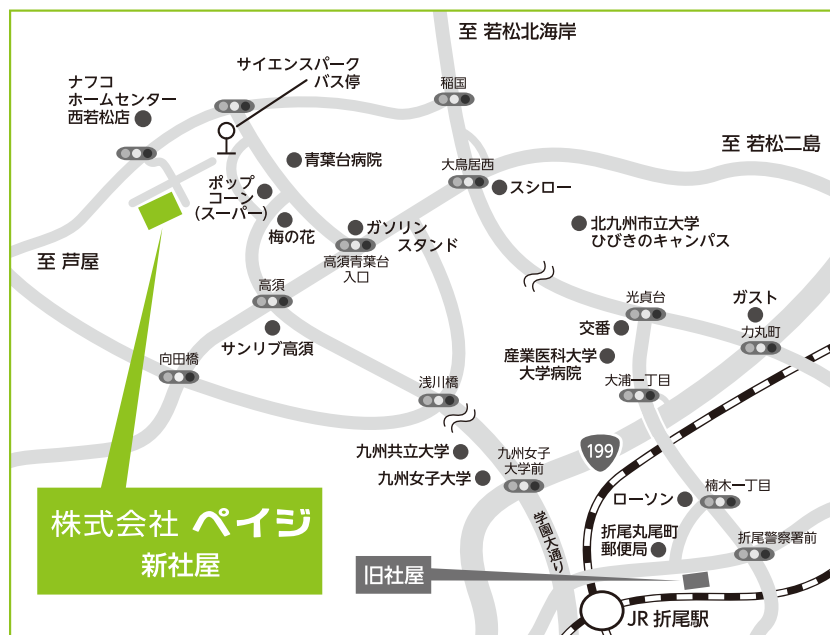 至 若松北海岸
サイエンスパーク
バス停
ナフコ
ホームセンター
西若松店
稲国
至 若松二島
青葉台病院
大鳥居西
スシロー
ポップ
コーン
(スーパー)
梅の花
ガソリン
スタンド
高須青葉台
入口
北九州市立大学
ひびきのキャンパス
至 芦屋
高須
光貞台
ガスト
交番
力丸町
サンリブ高須
向田橋
産業医科大学
大学病院
浅川橋
大浦一丁目
九州共立大学
九州女子大学
九州女子
大学前
199
楠木一丁目
ローソン
学園大通り
折尾丸尾町
郵便局
折尾警察署前
株式会社 ペイジ
新社屋
旧社屋
JR 折尾駅